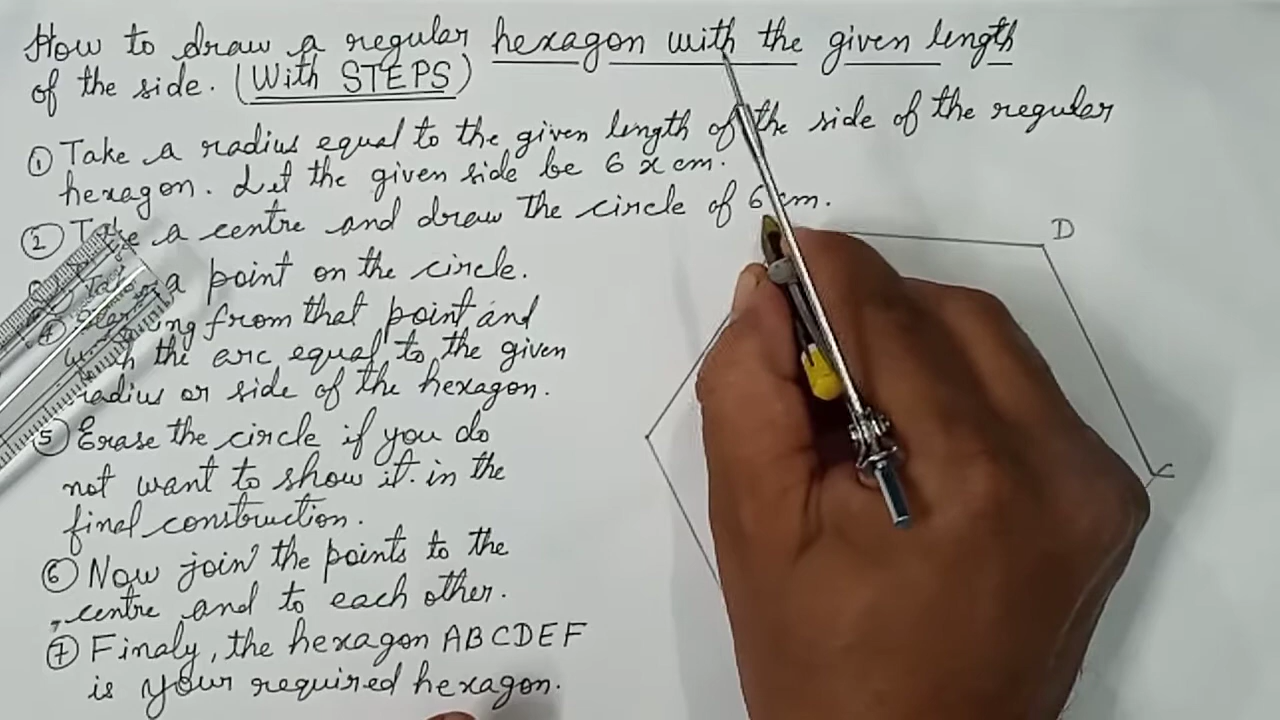 How to draw a regular hexagon with the given length
of the side. (With STEPS)
① Take a radius equal to the given length of the side of the regular
hexagon. Let the given side be 6 x cm.
② Take a centre and draw the circle of 6 cm.
a point on the circle.
from that point and
the arc equal to the given
radius or side of the hexagon.
⑤ Erase the circle if you do
not want to show it in the
final construction.
⑥ Now join the points to the
centre and to each other.
⑦ Finaly, the hexagon ABCDEF
is your required hexagon.
D
C